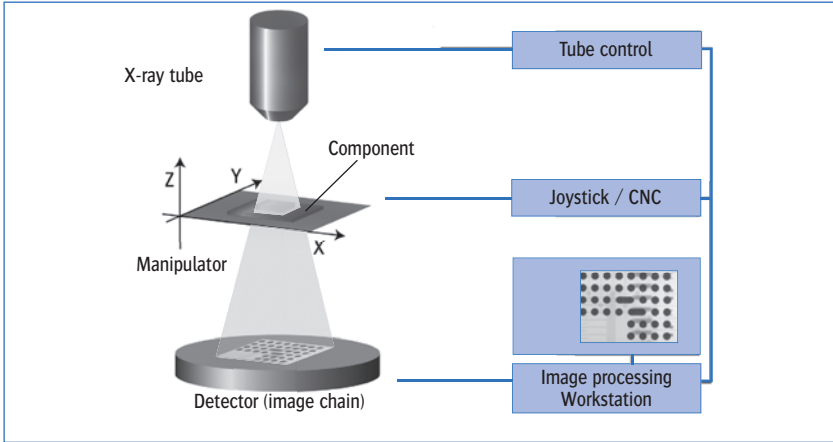 Tube control
X-ray tube
Component
Z
Y
Joystick / CNC
X
Manipulator
Image processing
Workstation
Detector (image chain)